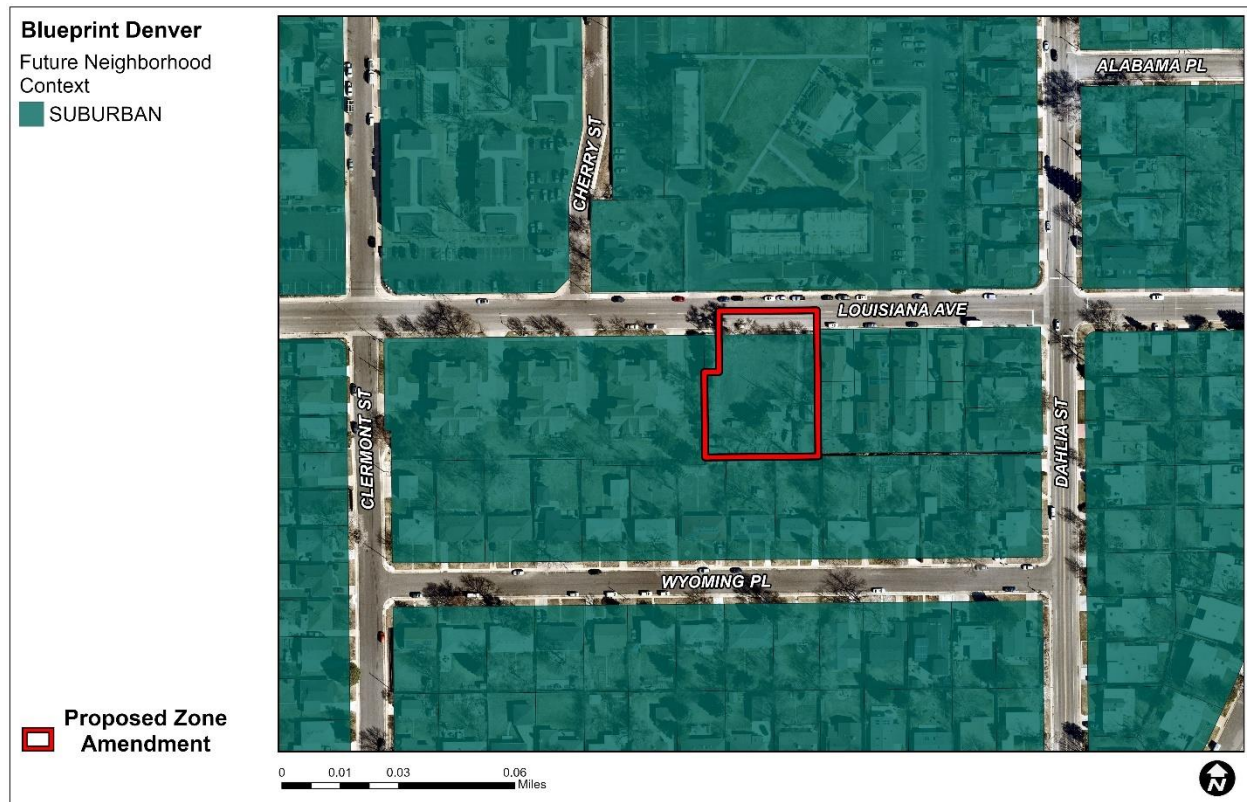 Blueprint Denver
Future Neighborhood
Context
SUBURBAN
ALABAMA PL
CHERRY ST
LOUISIANA AVE
CLERMONT ST
DAHLIA ST
WYOMING PL
Proposed Zone
Amendment
0 0.01 0.03 0.06
Miles
N